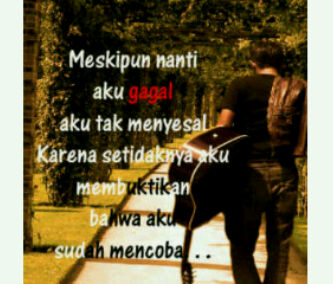 Meskipun nanti
aku gagal
aku tak menyesal
Karena setidaknya aku
membuktikan
bahwa aku
sudah mencoba . .